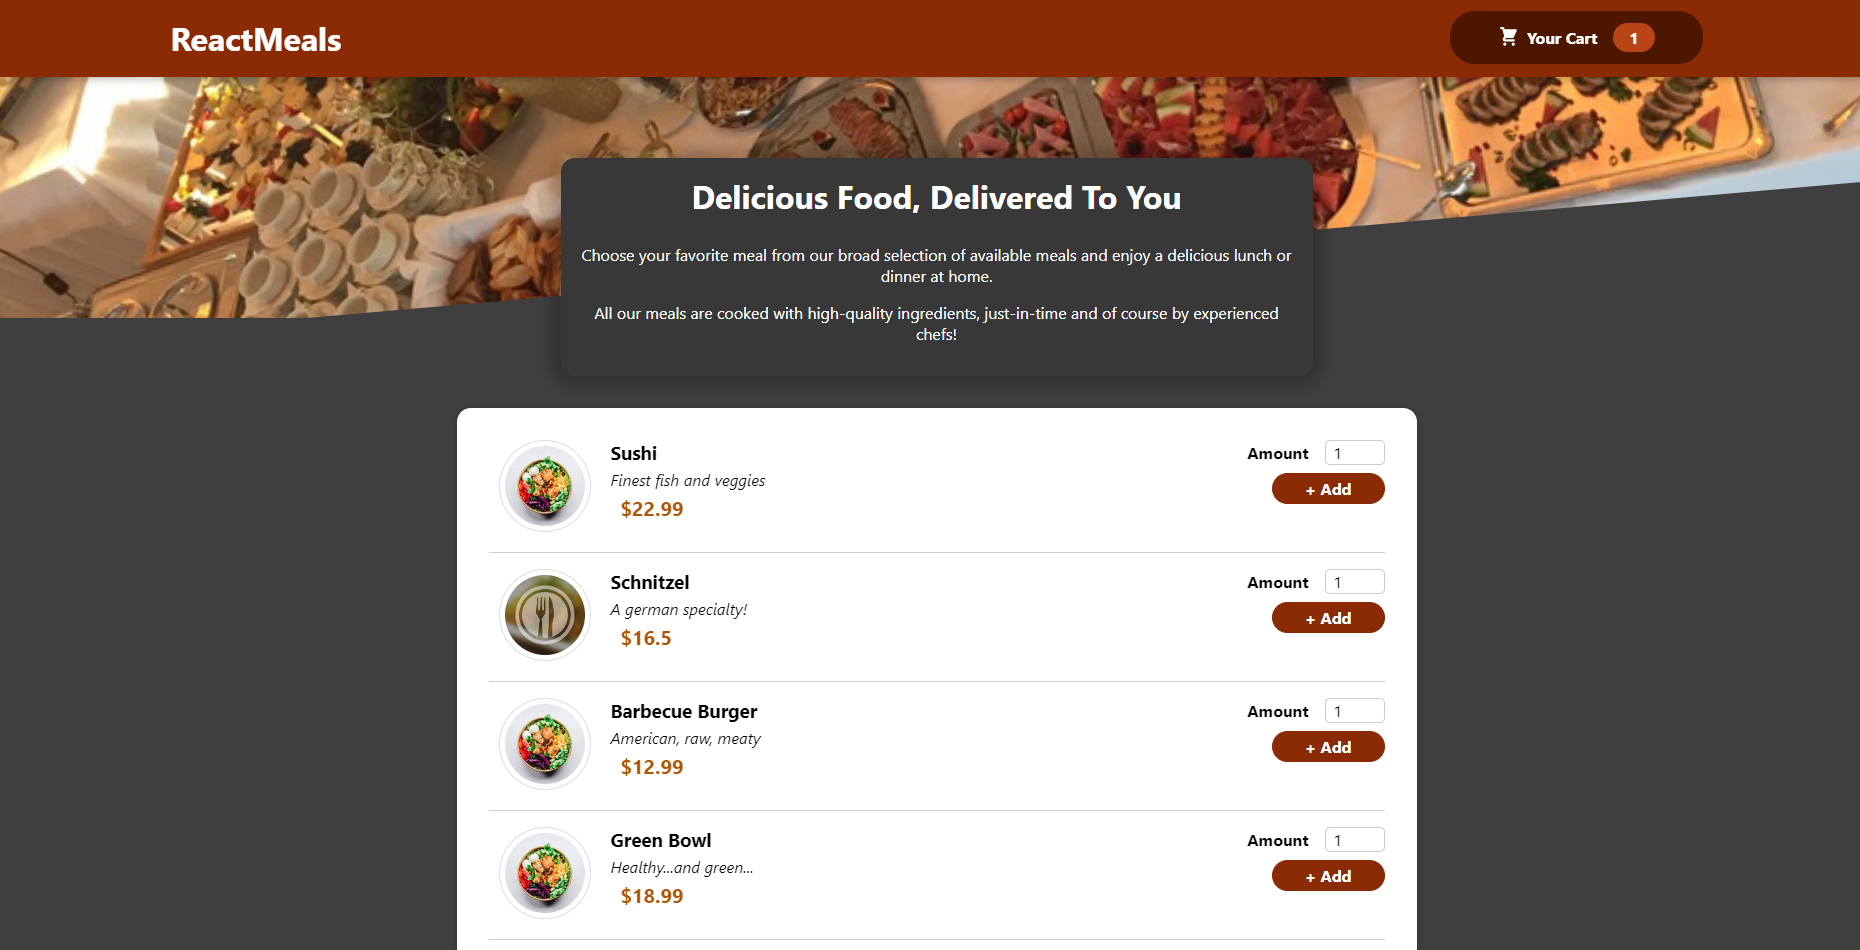 ReactMeals
Your Cart 1
Delicious Food, Delivered To You
Choose your favorite meal from our broad selection of available meals and enjoy a delicious lunch or
dinner at home.
All our meals are cooked with high-quality ingredients, just-in-time and of course by experienced
chefs!
Sushi
Finest fish and veggies
$22.99
Amount 1
+ Add
Schnitzel
A german specialty!
$16.5
Amount 1
+ Add
Barbecue Burger
American, raw, meaty
$12.99
Amount 1
+ Add
Green Bowl
Healthy...and green...
$18.99
Amount 1
+ Add